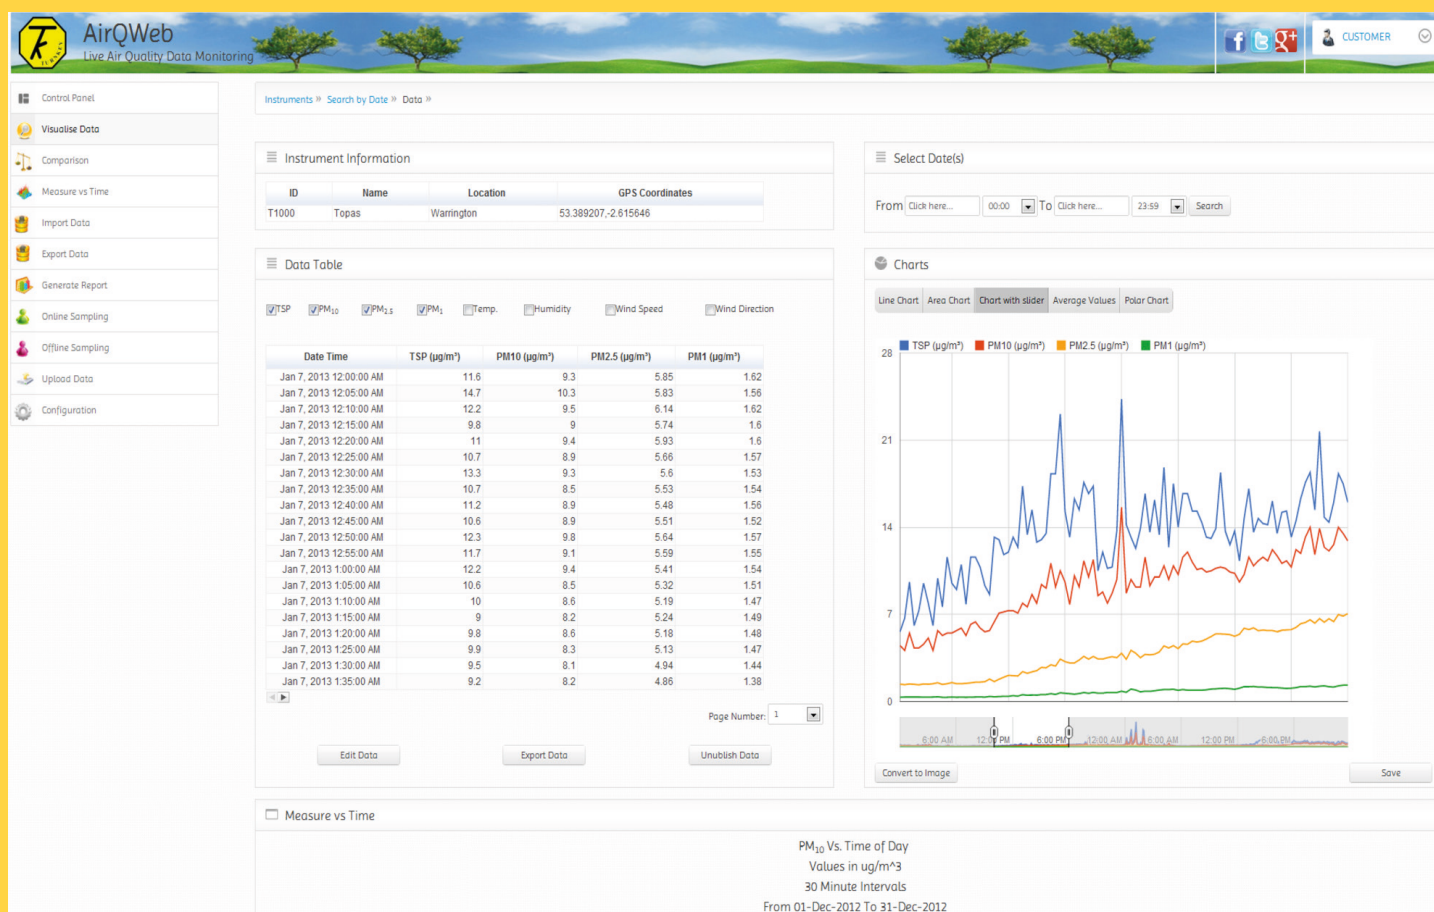 AirQWeb
Live Air Quality Data Monitoring
TURNKEY
f t g+
CUSTOMER
Control Panel
Visualise Data
Comparison
Measure vs Time
Import Data
Export Data
Generate Report
Online Sampling
Offline Sampling
Upload Data
Configuration
Instruments » Search by Date » Data »
Instrument Information
ID Name Location GPS Coordinates
T1000 Topas Warrington 53.389207,-2.615646
Select Date(s)
From Click here... 00:00 To Click here... 23:59 Search
Data Table
TSP PM10 PM2.5 PM1 Temp. Humidity Wind Speed Wind Direction
Date Time TSP (µg/m³) PM10 (µg/m³) PM2.5 (µg/m³) PM1 (µg/m³)
Jan 7, 2013 12:00:00 AM 11.6 9.3 5.85 1.62
Jan 7, 2013 12:05:00 AM 14.7 10.3 5.83 1.56
Jan 7, 2013 12:10:00 AM 12.2 9.5 6.14 1.62
Jan 7, 2013 12:15:00 AM 9.8 9 5.74 1.6
Jan 7, 2013 12:20:00 AM 11 9.4 5.93 1.6
Jan 7, 2013 12:25:00 AM 10.7 8.9 5.66 1.57
Jan 7, 2013 12:30:00 AM 13.3 9.3 5.6 1.53
Jan 7, 2013 12:35:00 AM 10.7 8.5 5.53 1.54
Jan 7, 2013 12:40:00 AM 11.2 8.9 5.48 1.56
Jan 7, 2013 12:45:00 AM 10.6 8.9 5.51 1.52
Jan 7, 2013 12:50:00 AM 12.3 9.8 5.64 1.57
Jan 7, 2013 12:55:00 AM 11.7 9.1 5.59 1.55
Jan 7, 2013 1:00:00 AM 12.2 9.4 5.41 1.54
Jan 7, 2013 1:05:00 AM 10.6 8.5 5.32 1.51
Jan 7, 2013 1:10:00 AM 10 8.6 5.19 1.47
Jan 7, 2013 1:15:00 AM 9 8.2 5.24 1.49
Jan 7, 2013 1:20:00 AM 9.8 8.6 5.18 1.48
Jan 7, 2013 1:25:00 AM 9.9 8.3 5.13 1.47
Jan 7, 2013 1:30:00 AM 9.5 8.1 4.94 1.44
Jan 7, 2013 1:35:00 AM 9.2 8.2 4.86 1.38
Page Number: 1
Edit Data Export Data Unublish Data
Charts
Line Chart Area Chart Chart with slider Average Values Polar Chart
TSP (µg/m³) PM10 (µg/m³) PM2.5 (µg/m³) PM1 (µg/m³)
28
21
14
7
0
6:00 AM 12:00 PM 6:00 PM 12:00 AM 6:00 AM 12:00 PM 6:00 PM
Convert to Image Save
Measure vs Time
PM10 Vs. Time of Day
Values in ug/m^3
30 Minute Intervals
From 01-Dec-2012 To 31-Dec-2012